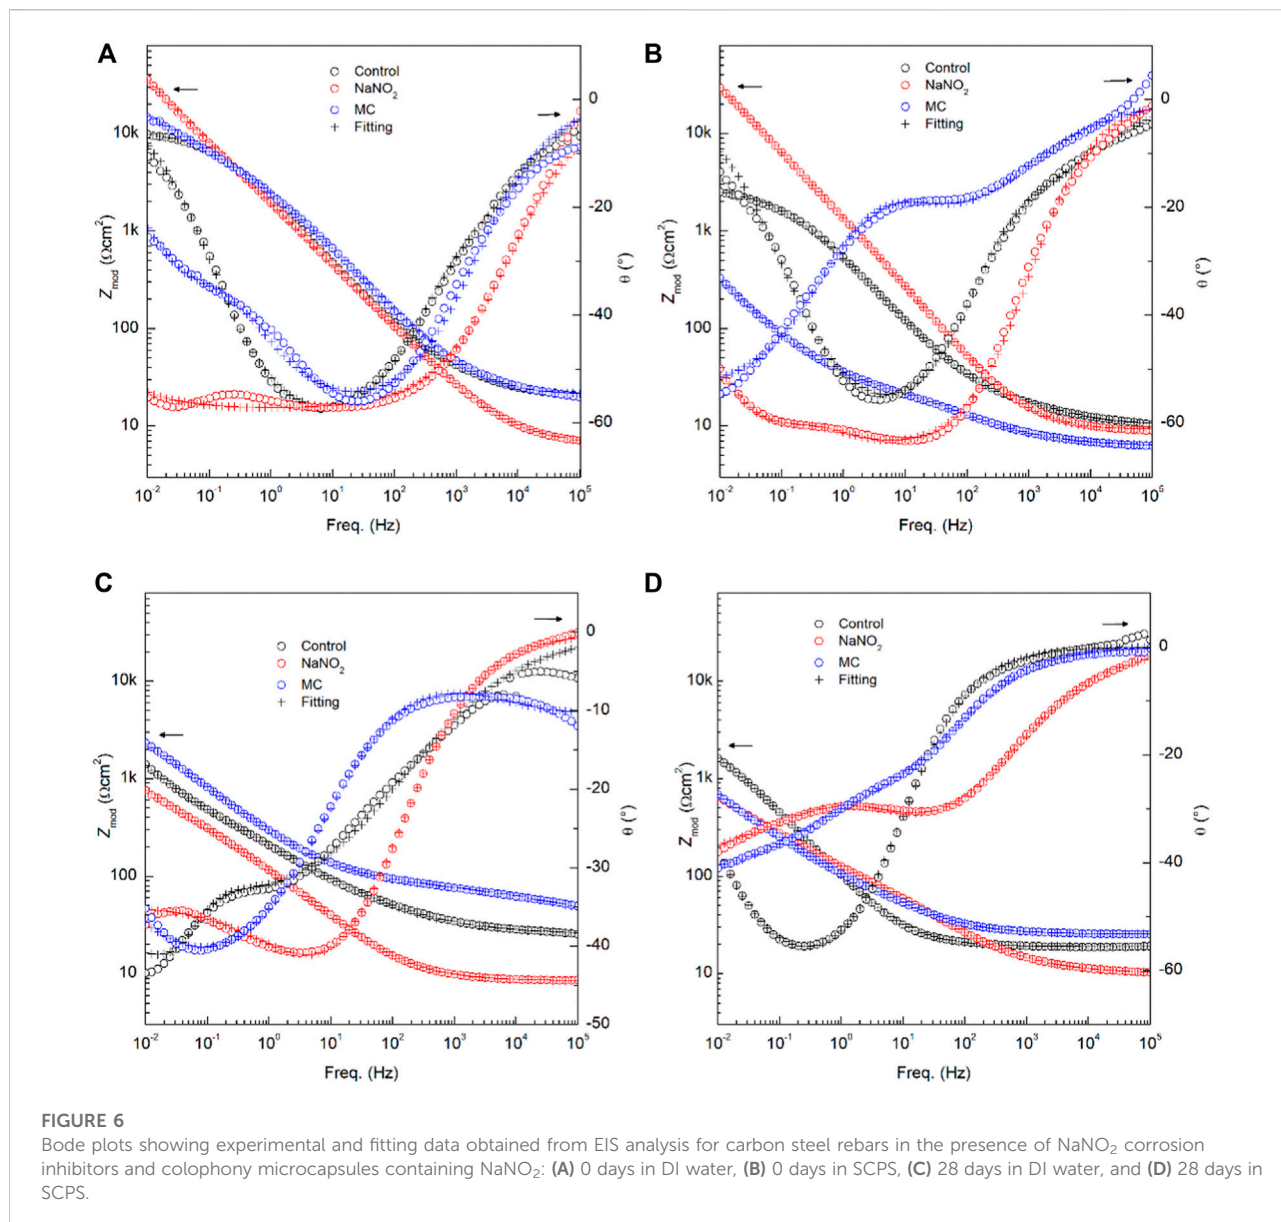 A
Control
NaNO₂
MC
Fitting
10k
1k
100
10
Z_mod (Ωcm²)
0
-20
-40
-60
θ (°)
10⁻² 10⁻¹ 10⁰ 10¹ 10² 10³ 10⁴ 10⁵
Freq. (Hz)
B
Control
NaNO₂
MC
Fitting
10k
1k
100
10
Z_mod (Ωcm²)
0
-20
-40
-60
θ (°)
10⁻² 10⁻¹ 10⁰ 10¹ 10² 10³ 10⁴ 10⁵
Freq. (Hz)
C
Control
NaNO₂
MC
Fitting
10k
1k
100
10
Z_mod (Ωcm²)
0
-10
-20
-30
-40
-50
θ (°)
10⁻² 10⁻¹ 10⁰ 10¹ 10² 10³ 10⁴ 10⁵
Freq. (Hz)
D
Control
NaNO₂
MC
Fitting
10k
1k
100
10
Z_mod (Ωcm²)
0
-20
-40
-60
θ (°)
10⁻² 10⁻¹ 10⁰ 10¹ 10² 10³ 10⁴ 10⁵
Freq. (Hz)
FIGURE 6
Bode plots showing experimental and fitting data obtained from EIS analysis for carbon steel rebars in the presence of NaNO₂ corrosion
inhibitors and colophony microcapsules containing NaNO₂: (A) 0 days in DI water, (B) 0 days in SCPS, (C) 28 days in DI water, and (D) 28 days in
SCPS.